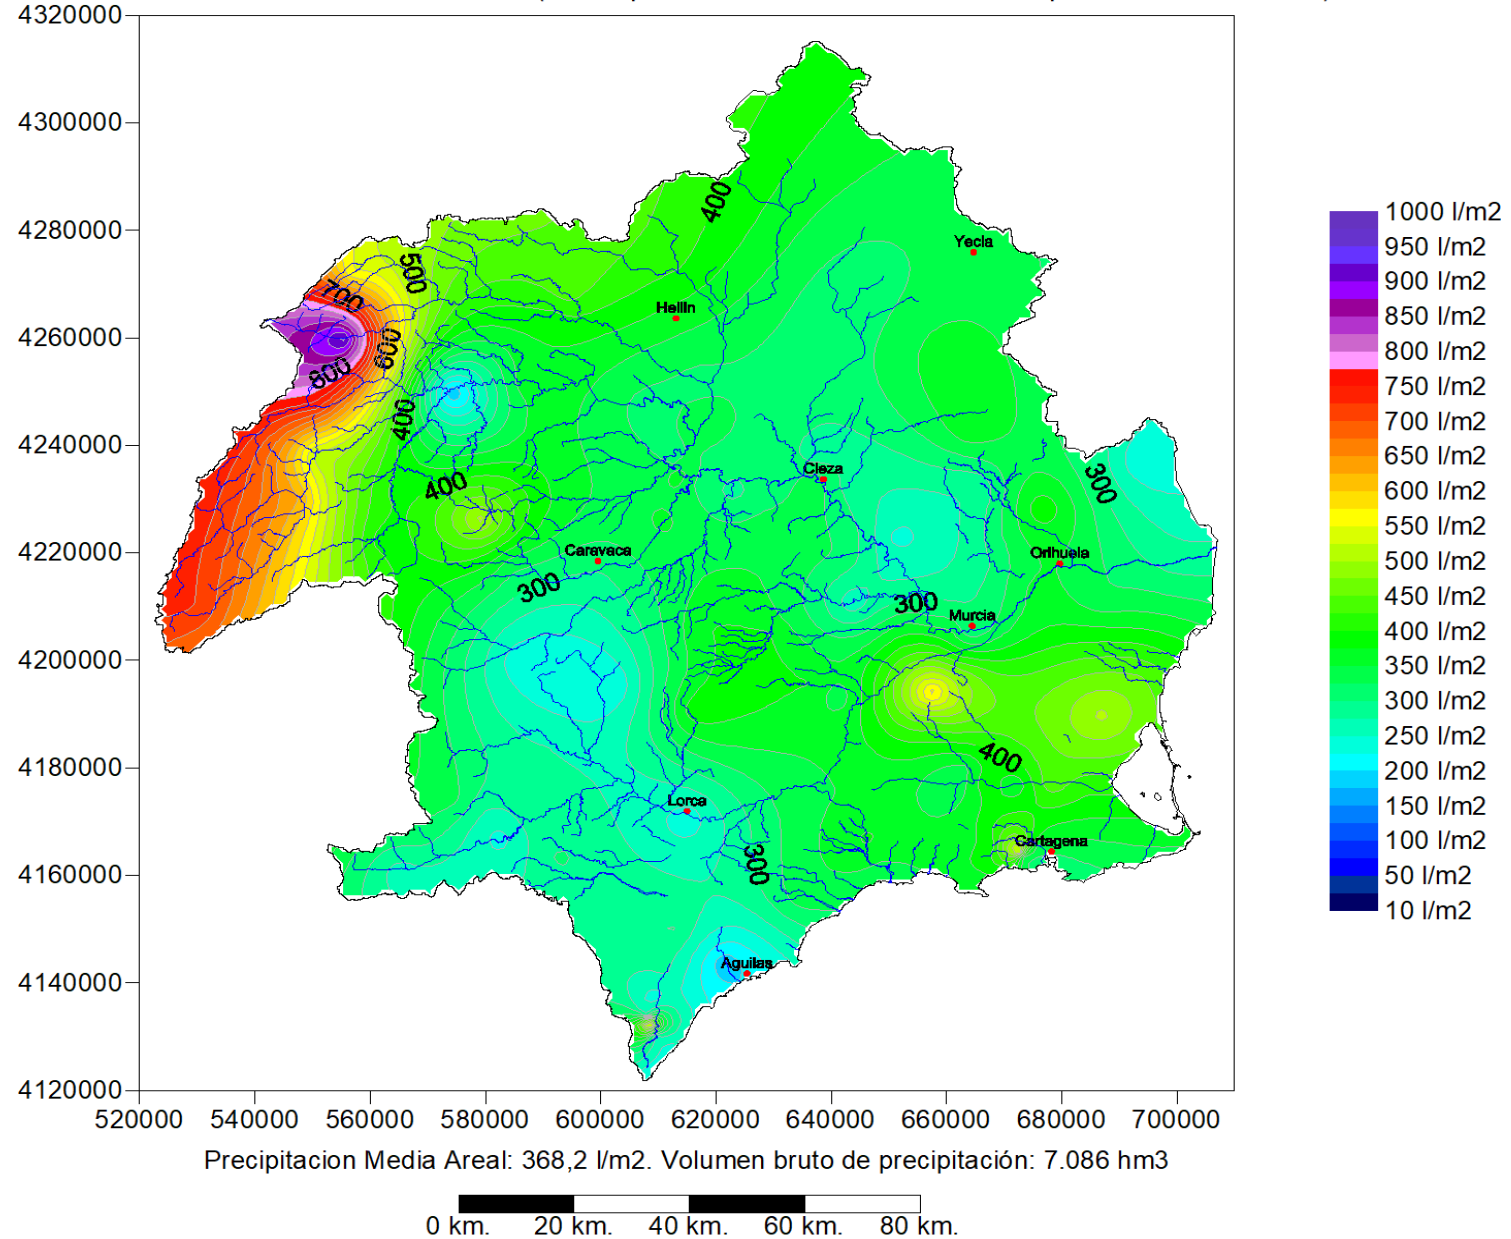 4320000
4300000
4280000
4260000
4240000
4220000
4200000
4180000
4160000
4140000
4120000
520000 540000 560000 580000 600000 620000 640000 660000 680000 700000
400
500
700
600
800
400
400
300
300
300
400
300
Yecla
Hellin
Cieza
Caravaca
Orihuela
Murcia
Lorca
Cartagena
Aguilas
1000 l/m2
950 l/m2
900 l/m2
850 l/m2
800 l/m2
750 l/m2
700 l/m2
650 l/m2
600 l/m2
550 l/m2
500 l/m2
450 l/m2
400 l/m2
350 l/m2
300 l/m2
250 l/m2
200 l/m2
150 l/m2
100 l/m2
50 l/m2
10 l/m2
Precipitacion Media Areal: 368,2 l/m2. Volumen bruto de precipitación: 7.086 hm3
0 km. 20 km. 40 km. 60 km. 80 km.